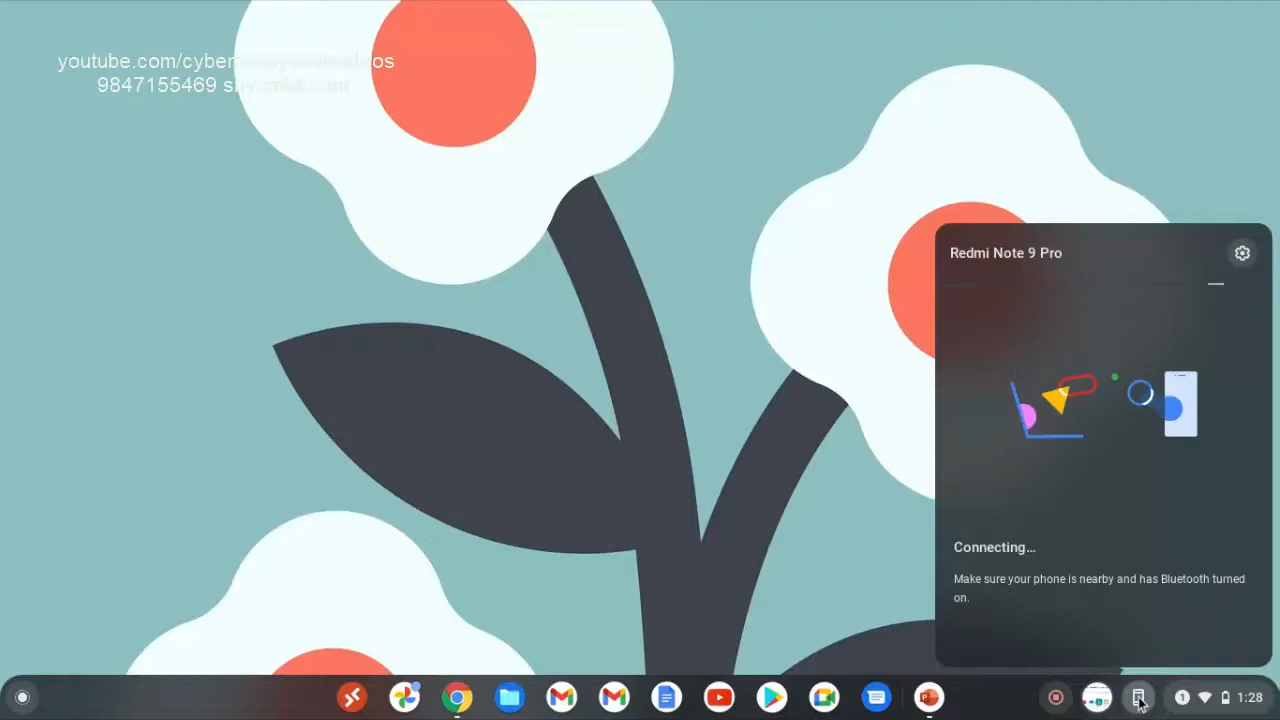 youtube.com/cyber
9847155469
Redmi Note 9 Pro
Connecting...
Make sure your phone is nearby and has Bluetooth turned
on.
1 1:28